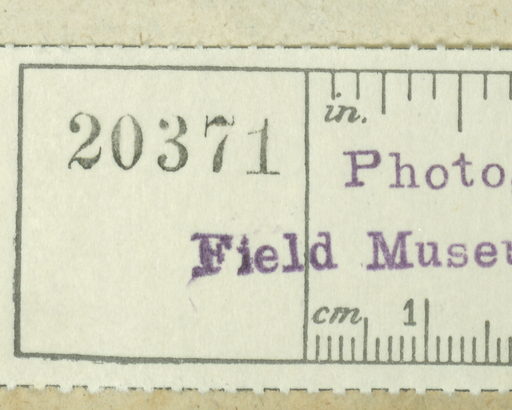 20371
in.
Photo
Field Museu
cm 1